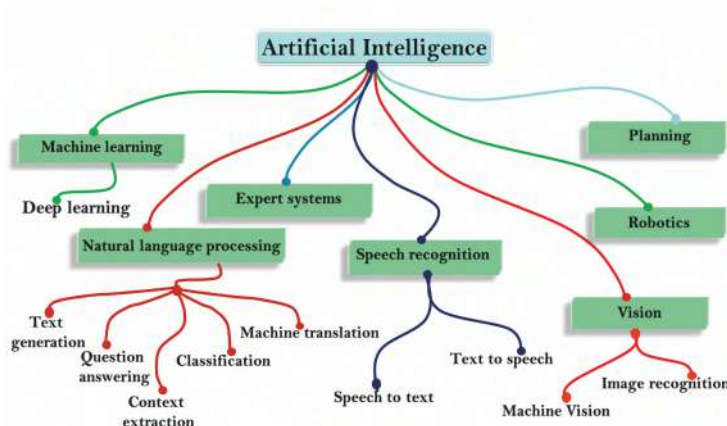 Artificial Intelligence
Machine learning
Planning
Deep learning
Expert systems
Robotics
Natural language processing
Speech recognition
Text
generation
Question
answering
Context
extraction
Classification
Machine translation
Speech to text
Text to speech
Vision
Machine Vision
Image recognition